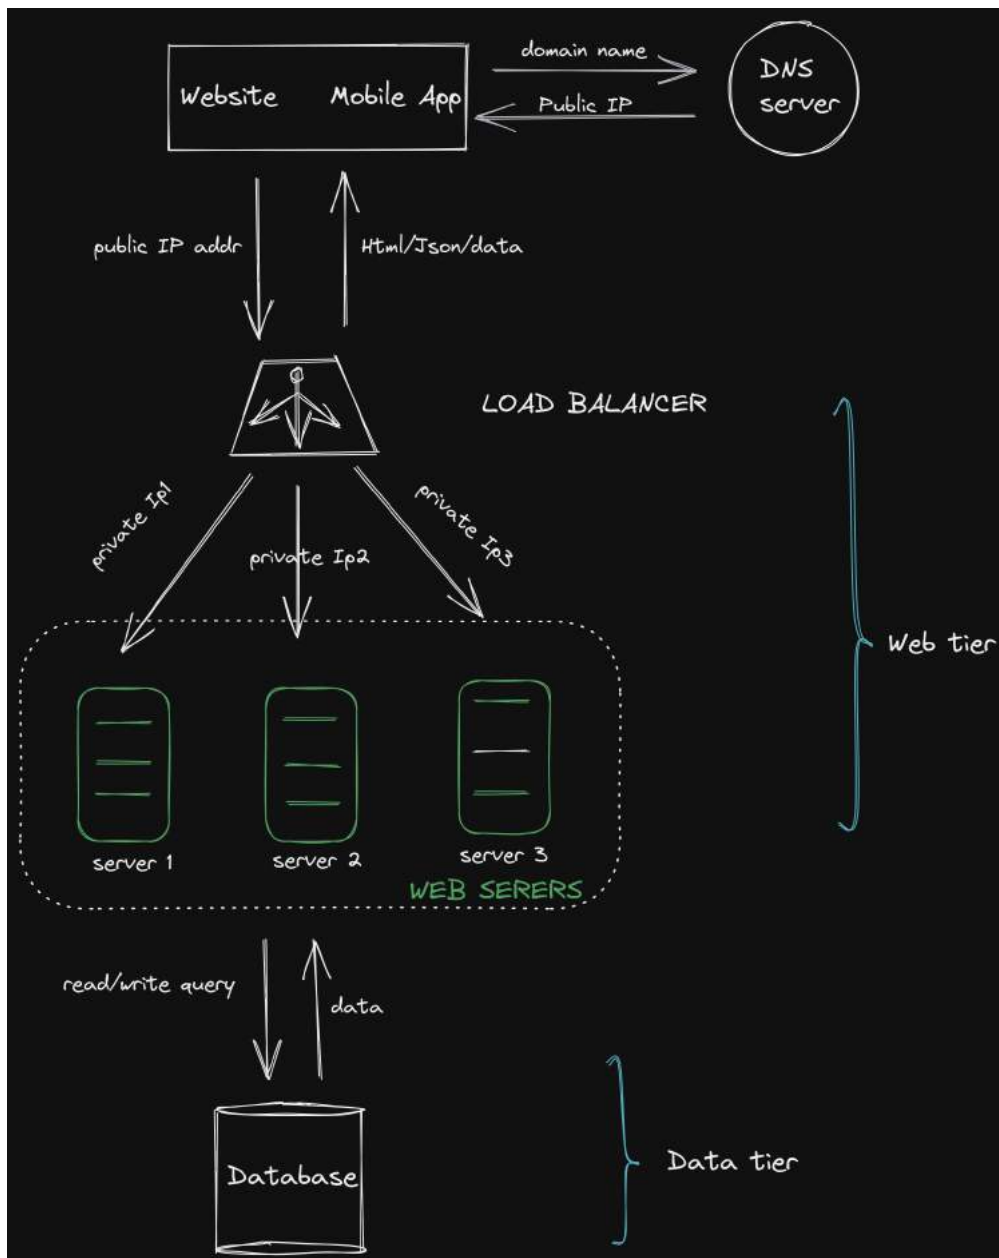 domain name
Website
Mobile App
DNS
server
Public IP
public IP addr
Html/Json/data
LOAD BALANCER
private Ip1
private Ip2
private Ip3
Web tier
server 1
server 2
server 3
WEB SERERS
read/write query
data
Database
Data tier